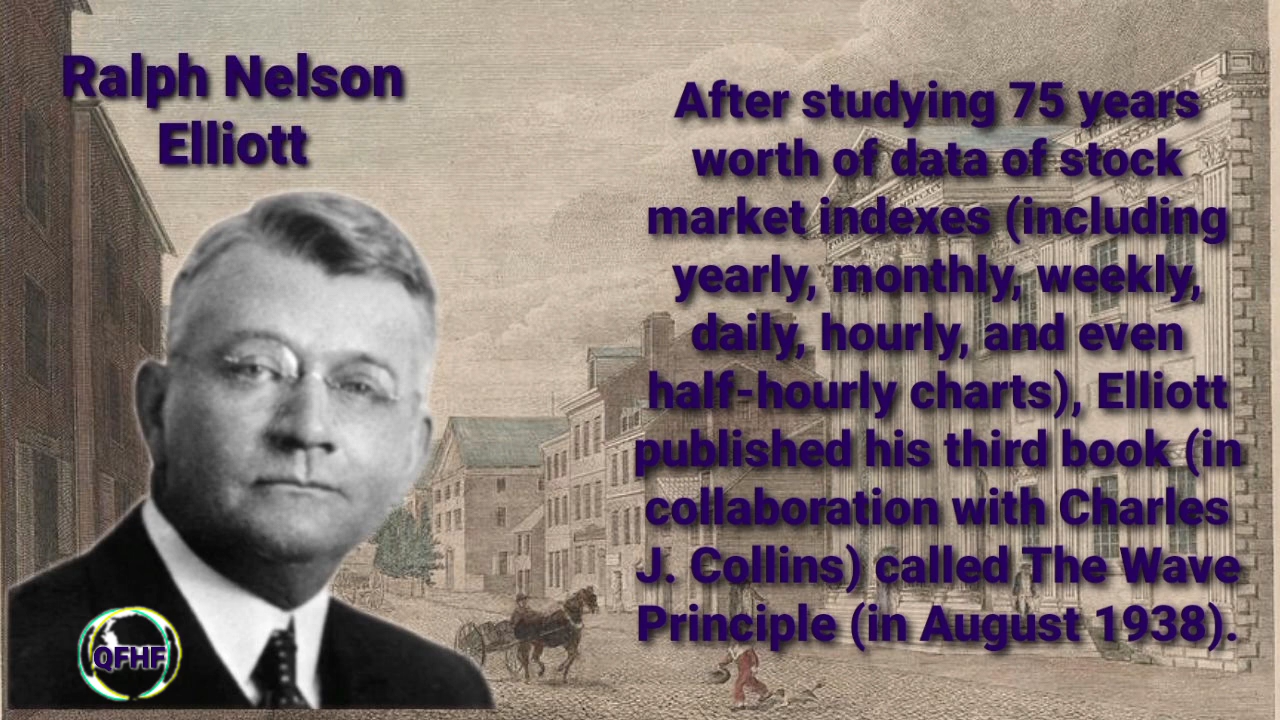 Ralph Nelson
Elliott
After studying 75 years
worth of data of stock
market indexes (including
yearly, monthly, weekly,
daily, hourly, and even
half-hourly charts), Elliott
published his third book (in
collaboration with Charles
J. Collins) called The Wave
Principle (in August 1938).
QFHF